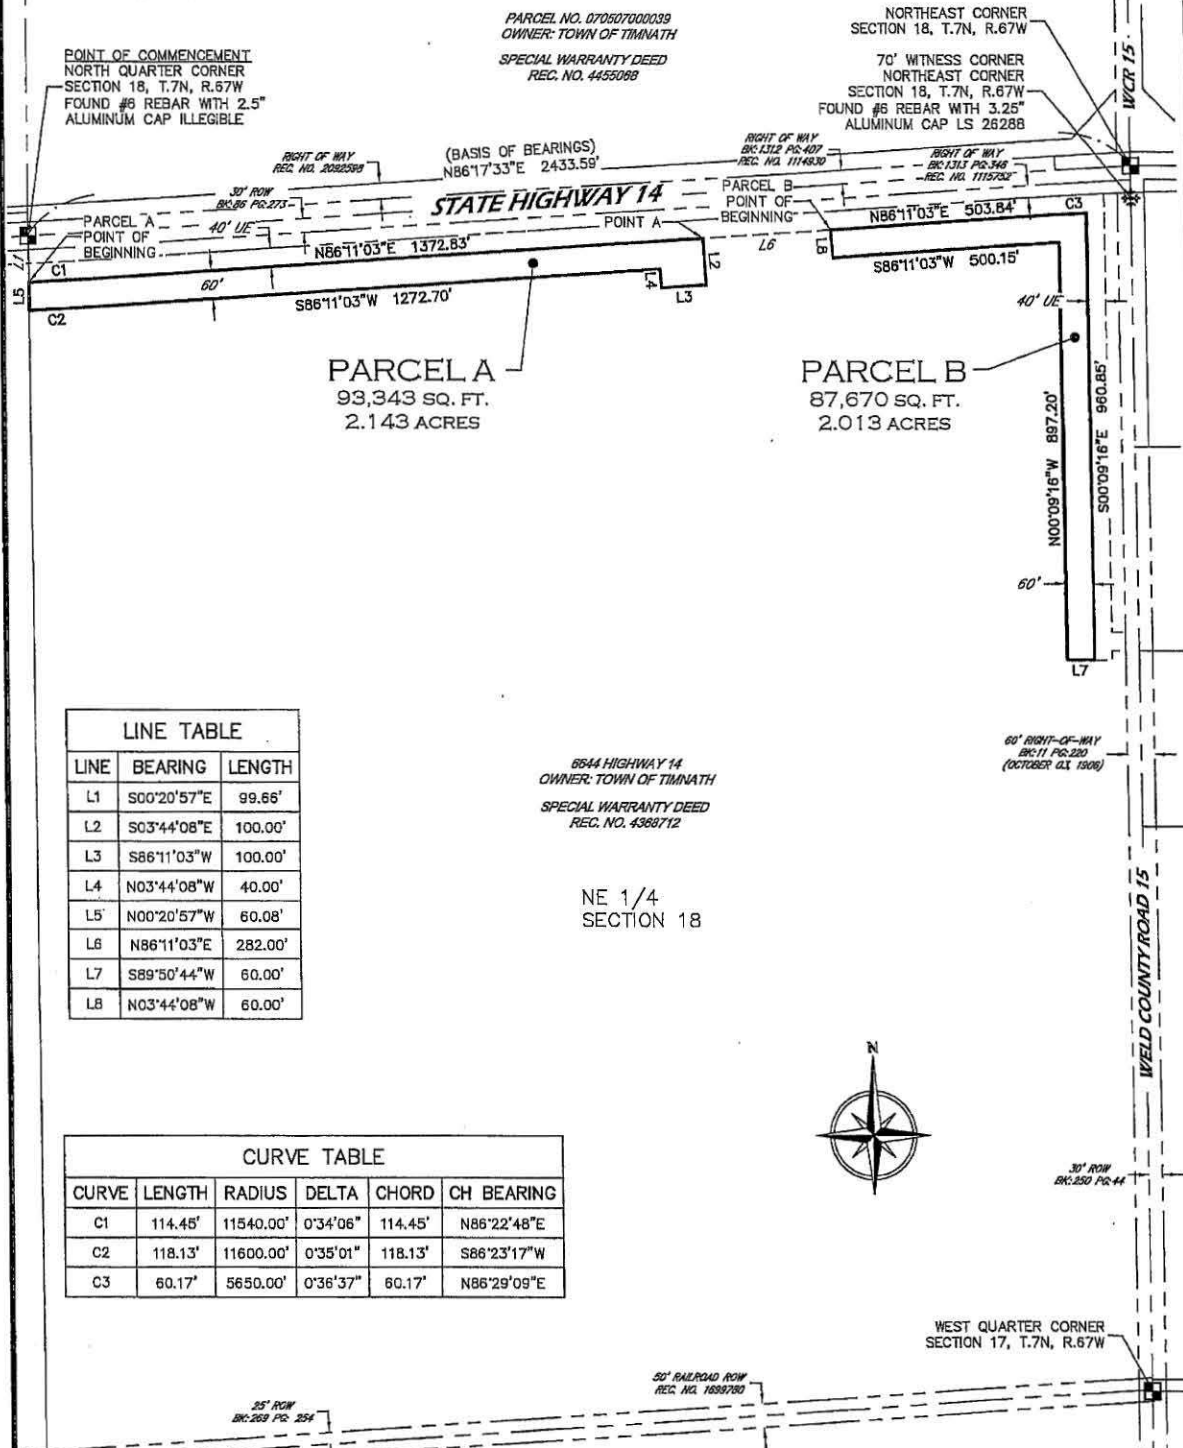 PARCEL NO. 070507000039
OWNER: TOWN OF TIMNATH
SPECIAL WARRANTY DEED
REC. NO. 4455088
NORTHEAST CORNER
SECTION 18, T.7N, R.67W
70' WITNESS CORNER
NORTHEAST CORNER
SECTION 18, T.7N, R.67W
FOUND #6 REBAR WITH 3.25"
ALUMINUM CAP LS 26288
WCR 15
POINT OF COMMENCEMENT
NORTH QUARTER CORNER
SECTION 18, T.7N, R.67W
FOUND #6 REBAR WITH 2.5"
ALUMINUM CAP ILLEGIBLE
RIGHT OF WAY
REC. NO. 2092598
(BASIS OF BEARINGS)
N86°17'33"E 2433.59'
RIGHT OF WAY
BK:1312 PG:407
REC. NO. 1114930
RIGHT OF WAY
BK:1313 PG:348
REC. NO. 1115752
30' ROW
BK:86 PG:273
STATE HIGHWAY 14
PARCEL A
POINT OF
BEGINNING
40' UE
POINT A
PARCEL B
POINT OF
BEGINNING
N86°11'03"E 503.84'
C3
L1
C1
N86°11'03"E 1372.83'
L6
L8
S86°11'03"W 500.15'
L5
60'
L2
L4
L3
C2
S86°11'03"W 1272.70'
40' UE
PARCEL A
93,343 SQ. FT.
2.143 ACRES
PARCEL B
87,670 SQ. FT.
2.013 ACRES
N00°09'16"W 897.20'
S00°09'16"E 960.85'
60'
L7
LINE TABLE
LINE BEARING LENGTH
L1 S00°20'57"E 99.66'
L2 S03°44'08"E 100.00'
L3 S86°11'03"W 100.00'
L4 N03°44'08"W 40.00'
L5 N00°20'57"W 60.08'
L6 N86°11'03"E 282.00'
L7 S89°50'44"W 60.00'
L8 N03°44'08"W 60.00'
6644 HIGHWAY 14
OWNER: TOWN OF TIMNATH
SPECIAL WARRANTY DEED
REC. NO. 4368712
60' RIGHT-OF-WAY
BK:11 PG:220
(OCTOBER 1906)
NE 1/4
SECTION 18
WELD COUNTY ROAD 15
N
CURVE TABLE
CURVE LENGTH RADIUS DELTA CHORD CH BEARING
C1 114.45' 11540.00' 0°34'06" 114.45' N86°22'48"E
C2 118.13' 11600.00' 0°35'01" 118.13' S86°23'17"W
C3 60.17' 5650.00' 0°36'37" 60.17' N86°29'09"E
30' ROW
BK:250 PG:44
WEST QUARTER CORNER
SECTION 17, T.7N, R.67W
50' RAILROAD ROW
REC. NO. 1699780
25' ROW
BK:269 PG: 254